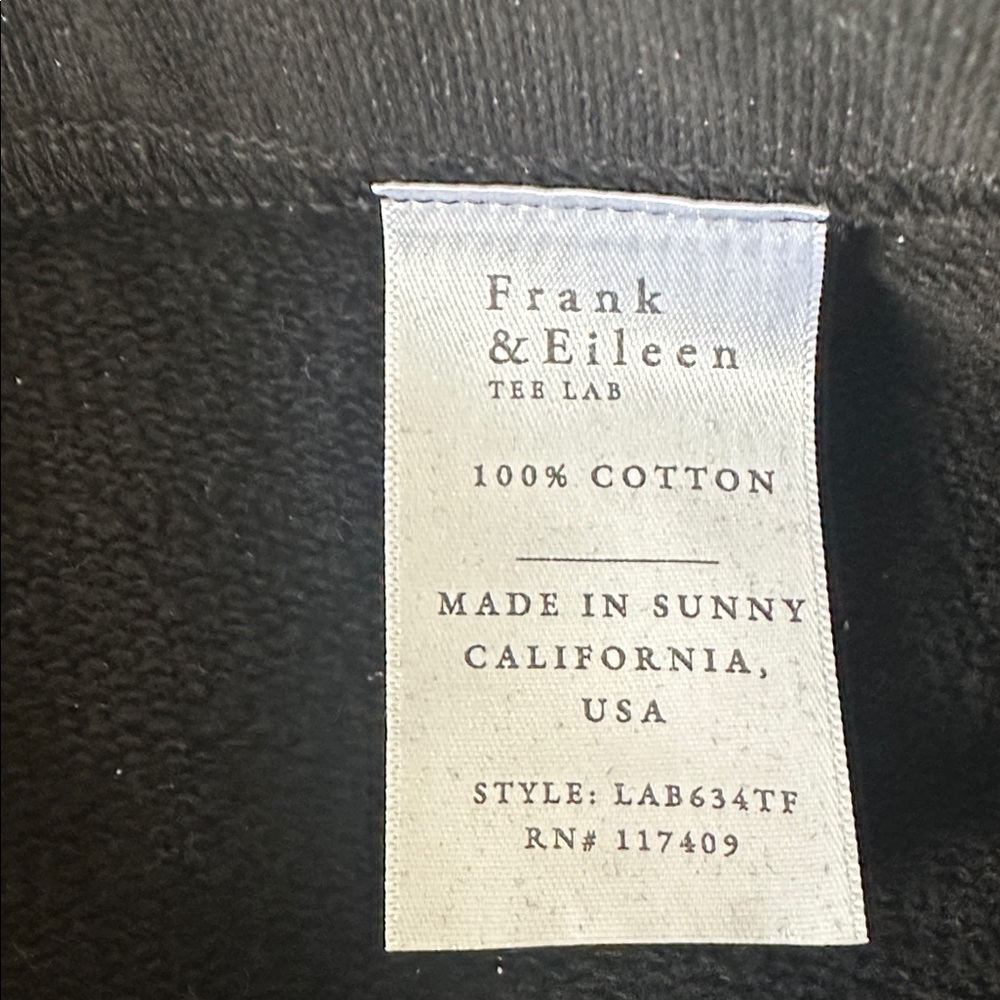 Frank
& Eileen
TEE LAB
100% COTTON
MADE IN SUNNY
CALIFORNIA,
USA
STYLE: LAB634TF
RN# 117409